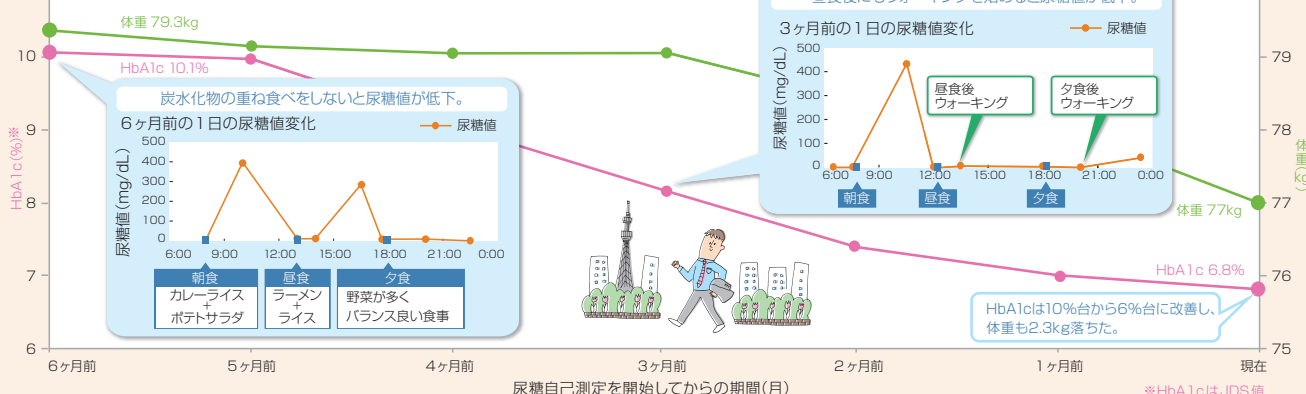 体重 79.3kg
HbA1c 10.1%
10
9
8
7
6
HbA1c(%)※
炭水化物の重ね食べをしないと尿糖値が低下。
6ヶ月前の1日の尿糖値変化
尿糖値
尿糖値(mg/dL)
500
400
300
200
100
0
6:00 9:00 12:00 15:00 18:00 21:00 0:00
朝食
カレーライス
+
ポテトサラダ
昼食
ラーメン
+
ライス
夕食
野菜が多く
バランス良い食事
3ヶ月前の1日の尿糖値変化
尿糖値
尿糖値(mg/dL)
500
400
300
200
100
0
昼食後
ウォーキング
夕食後
ウォーキング
6:00 9:00 12:00 15:00 18:00 21:00 0:00
朝食
昼食
夕食
79
78
77
76
75
体重 77kg
HbA1c 6.8%
HbA1cは10%台から6%台に改善し、
体重も2.3kg落ちた。
6ヶ月前 5ヶ月前 4ヶ月前 3ヶ月前 2ヶ月前 1ヶ月前 現在
尿糖自己測定を開始してからの期間(月)
※HbA1cはJDS値